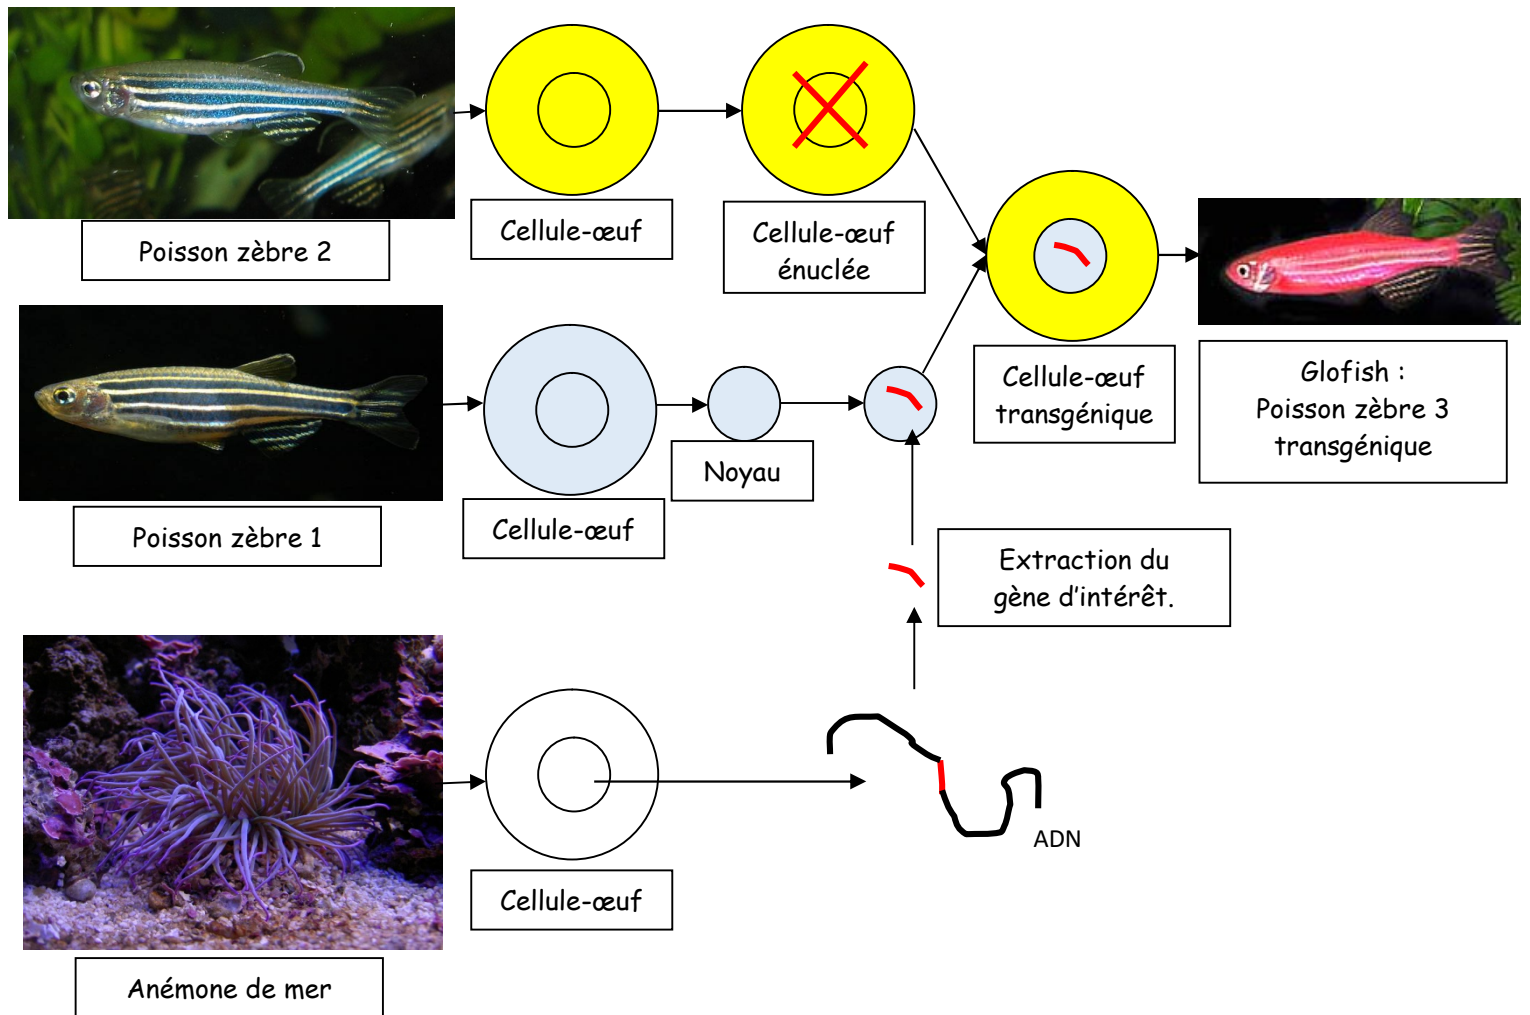 Poisson zèbre 2
Cellule-œuf
Cellule-œuf
énuclée
Cellule-œuf
transgénique
Glofish :
Poisson zèbre 3
transgénique
Poisson zèbre 1
Cellule-œuf
Noyau
Extraction du
gène d'intérêt.
Anémone de mer
Cellule-œuf
ADN